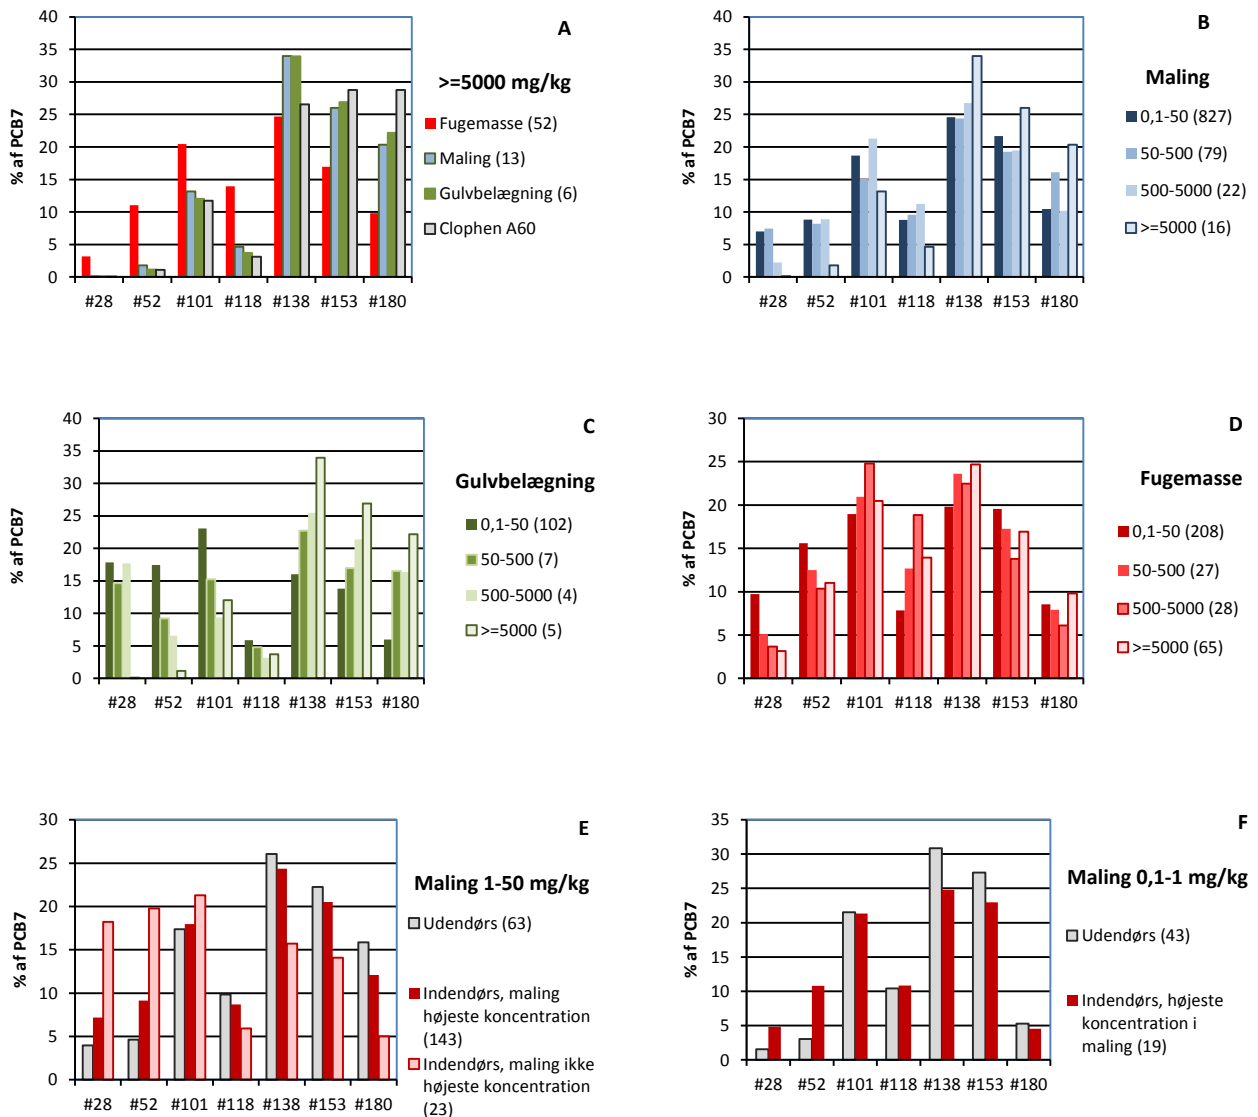 A
>=5000 mg/kg
% af PCB7
40
35
30
25
20
15
10
5
0
#28 #52 #101 #118 #138 #153 #180
Fugemasse (52)
Maling (13)
Gulvbelægning (6)
Clophen A60
B
Maling
% af PCB7
40
35
30
25
20
15
10
5
0
#28 #52 #101 #118 #138 #153 #180
0,1-50 (827)
50-500 (79)
500-5000 (22)
>=5000 (16)
C
Gulvbelægning
% af PCB7
40
35
30
25
20
15
10
5
0
#28 #52 #101 #118 #138 #153 #180
0,1-50 (102)
50-500 (7)
500-5000 (4)
>=5000 (5)
D
Fugemasse
% af PCB7
30
25
20
15
10
5
0
#28 #52 #101 #118 #138 #153 #180
0,1-50 (208)
50-500 (27)
500-5000 (28)
>=5000 (65)
E
Maling 1-50 mg/kg
% af PCB7
30
25
20
15
10
5
0
#28 #52 #101 #118 #138 #153 #180
Udendørs (63)
Indendørs, maling
højeste koncentration
(143)
Indendørs, maling ikke
højeste koncentration
(23)
F
Maling 0,1-1 mg/kg
% af PCB7
35
30
25
20
15
10
5
0
#28 #52 #101 #118 #138 #153 #180
Udendørs (43)
Indendørs, højeste
koncentration i
maling (19)